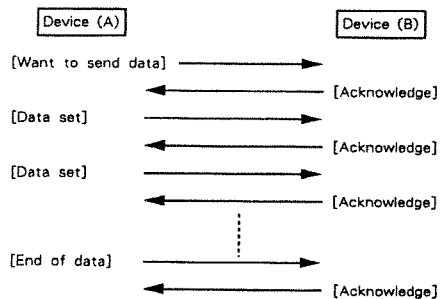 Device (A) Device (B)
[Want to send data]
[Acknowledge]
[Data set]
[Acknowledge]
[Data set]
[Acknowledge]
[End of data]
[Acknowledge]